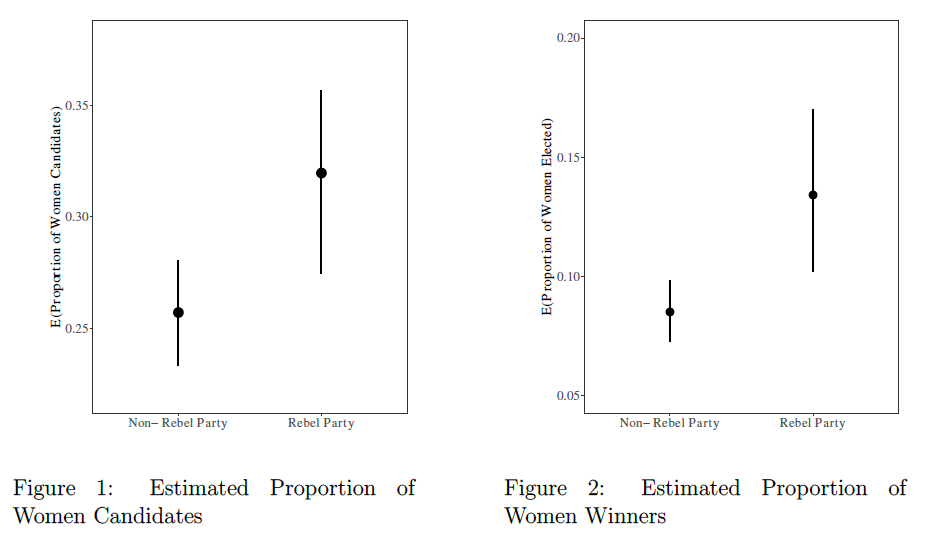 E(Proportion of Women Candidates)
0.35
0.30
0.25
Non− Rebel Party Rebel Party
Figure 1: Estimated Proportion of
Women Candidates
E(Proportion of Women Elected)
0.20
0.15
0.10
0.05
Non− Rebel Party Rebel Party
Figure 2: Estimated Proportion of
Women Winners